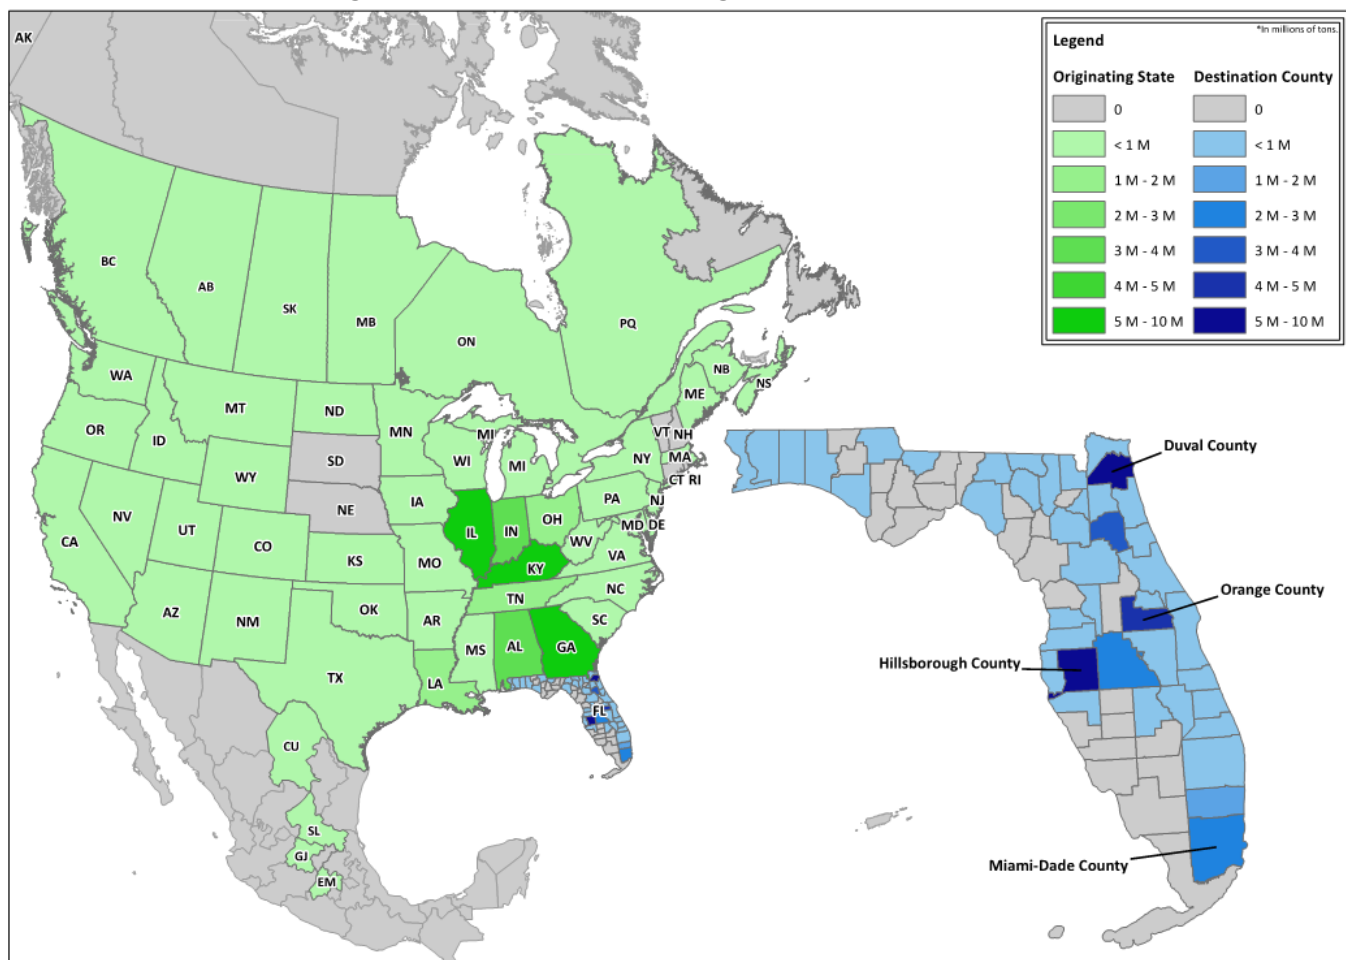 *In millions of tons.
Legend
Originating State
Destination County
0
0
< 1 M
< 1 M
1 M - 2 M
1 M - 2 M
2 M - 3 M
2 M - 3 M
3 M - 4 M
3 M - 4 M
4 M - 5 M
4 M - 5 M
5 M - 10 M
5 M - 10 M
AK
BC
AB
SK
MB
ON
PQ
NB
NS
WA
MT
ND
MN
MI
ME
OR
ID
WY
SD
WI
MI
NY
VT
NH
MA
CT
RI
CA
NV
UT
CO
NE
IA
IL
IN
OH
PA
NJ
MD
DE
KS
MO
KY
WV
VA
AZ
NM
OK
AR
TN
NC
SC
TX
LA
MS
AL
GA
FL
CU
SL
GJ
EM
Duval County
Orange County
Hillsborough County
Miami-Dade County